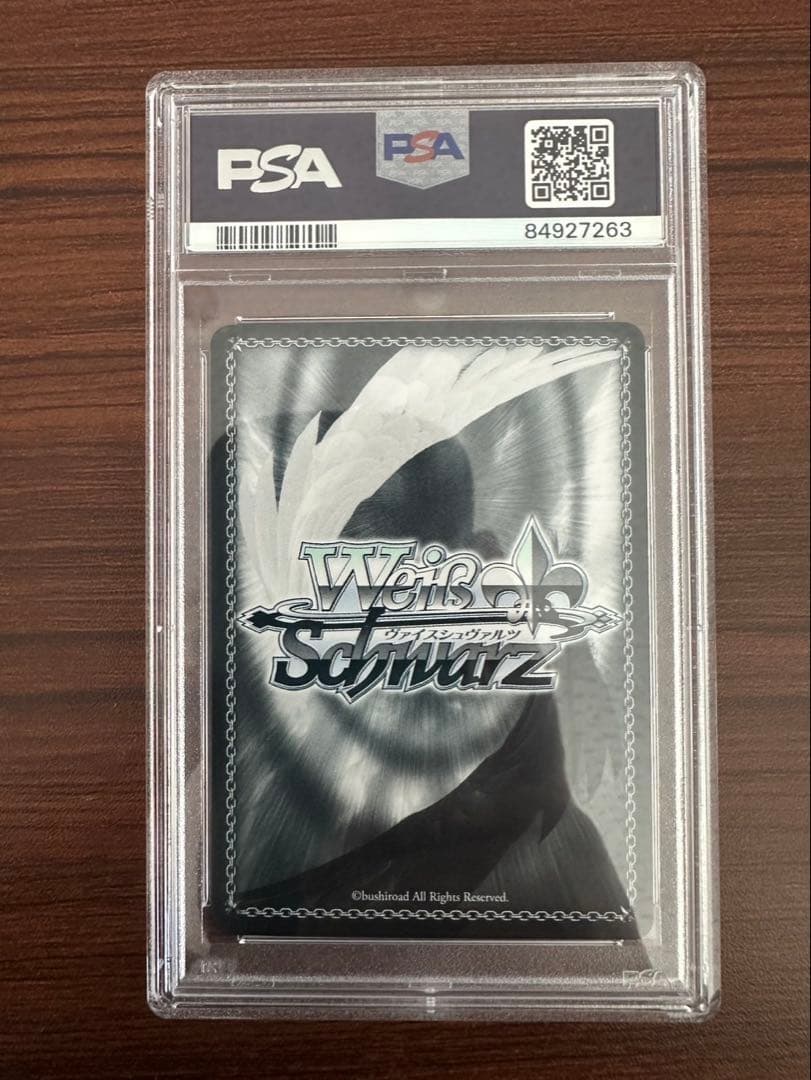 PSA
PSA
84927263
Weiß
ヴァイスシュヴァルツ
Schwarz
©bushiroad All Rights Reserved.
PSA